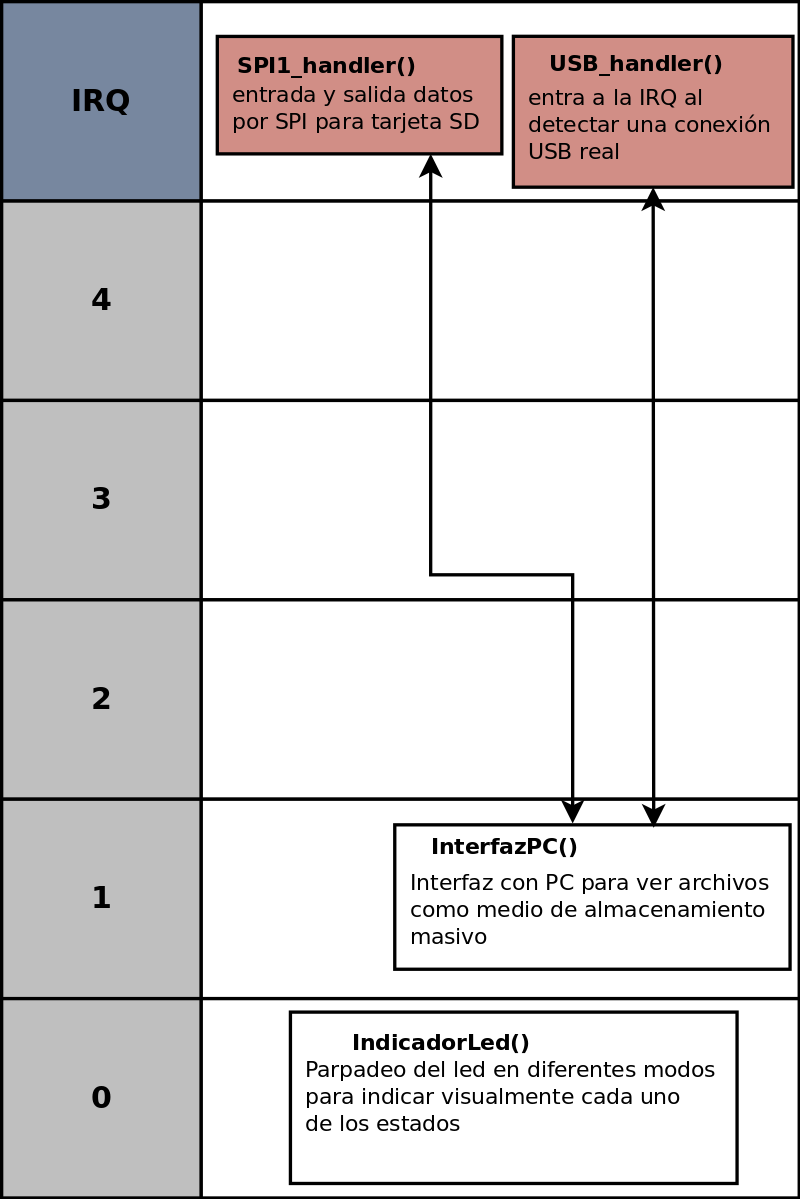 IRQ
SPI1_handler()
entrada y salida datos
por SPI para tarjeta SD
USB_handler()
entra a la IRQ al
detectar una conexión
USB real
4
3
2
1
InterfazPC()
Interfaz con PC para ver archivos
como medio de almacenamiento
masivo
0
IndicadorLed()
Parpadeo del led en diferentes modos
para indicar visualmente cada uno
de los estados